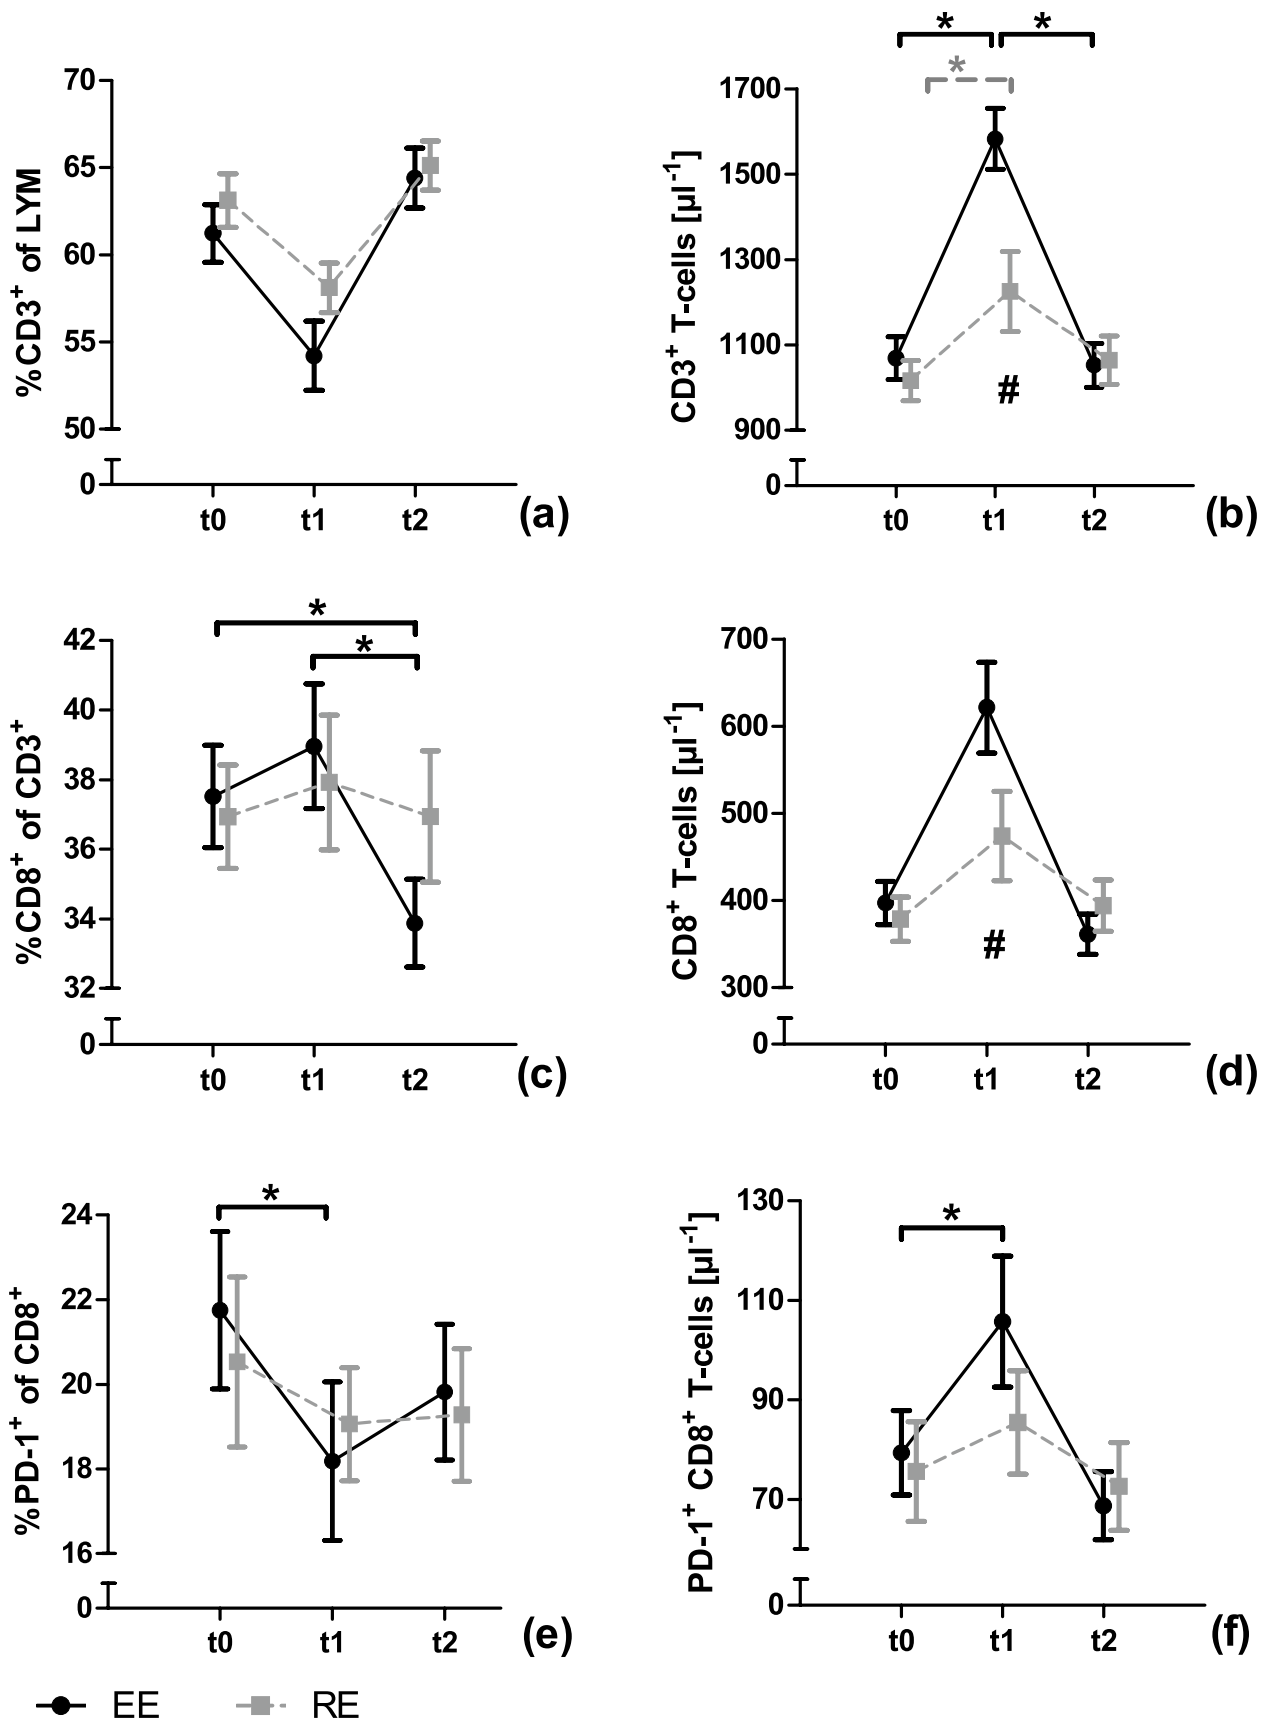 %CD3+ of LYM
70
65
60
55
50
0
t0 t1 t2
(a)
* *
*
CD3+ T-cells [µl-1]
1700
1500
1300
1100
900
0
#
t0 t1 t2
(b)
*
*
%CD8+ of CD3+
42
40
38
36
34
32
0
t0 t1 t2
(c)
CD8+ T-cells [µl-1]
700
600
500
400
300
0
#
t0 t1 t2
(d)
*
%PD-1+ of CD8+
24
22
20
18
16
0
t0 t1 t2
(e)
*
PD-1+ CD8+ T-cells [µl-1]
130
110
90
70
0
t0 t1 t2
(f)
EE RE